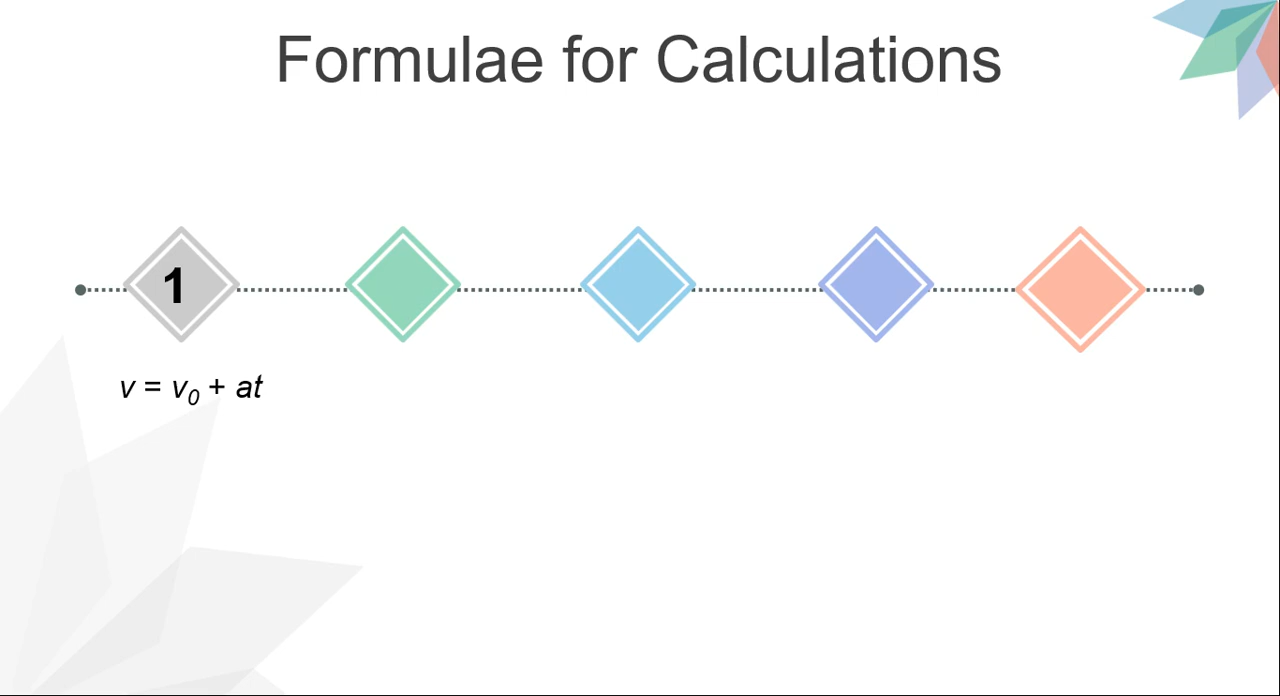 Formulae for Calculations
1
v = v₀ + at